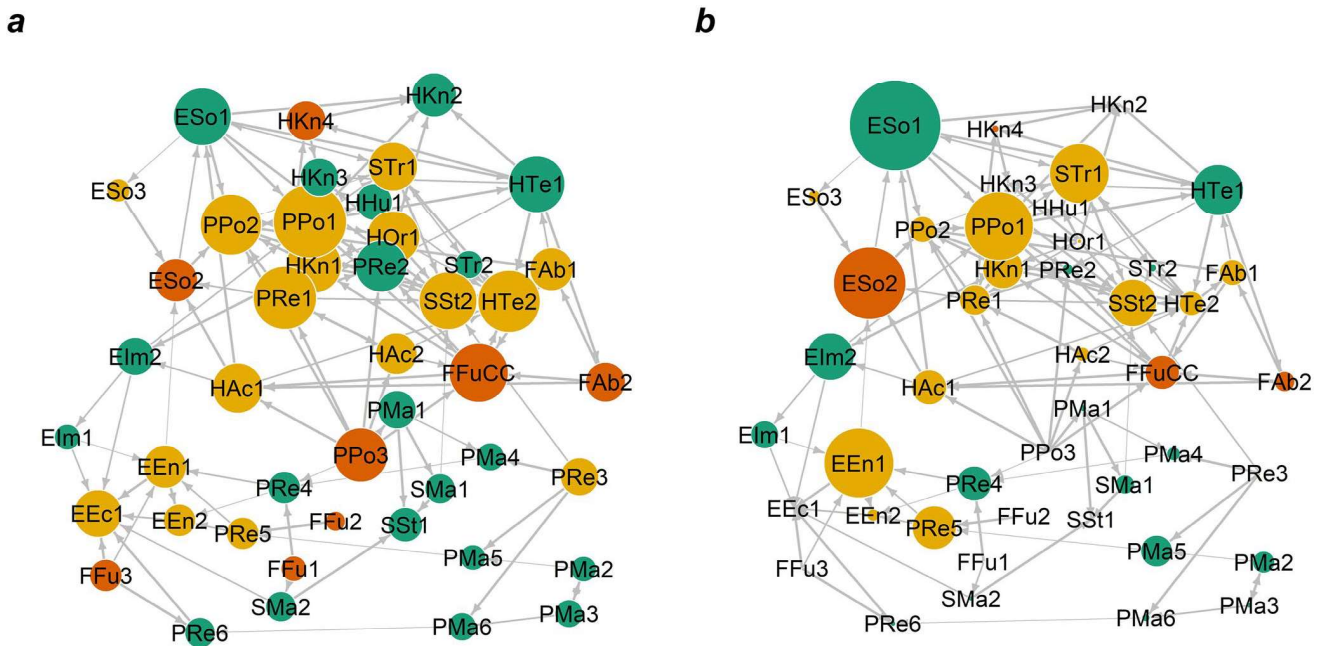 a
b
HKn2
ESo1
HKn4
STr1
HKn3
HTe1
ESo3
HHu1
PPo2
PPo1
HOr1
PRe2
STr2
FAb1
HKn1
ESo2
PRe1
SSt2
HTe2
EIm2
HAc2
FFuCC
HAc1
FAb2
PMa1
EIm1
PPo3
PMa4
EEn1
PRe3
PRe4
SMa1
EEc1
EEn2
FFu2
SSt1
PRe5
PMa5
FFu3
FFu1
PMa2
SMa2
PMa3
PRe6
PMa6
HKn2
ESo1
HKn4
STr1
HKn3
HTe1
ESo3
HHu1
PPo2
PPo1
HOr1
HKn1
PRe2
STr2
FAb1
ESo2
PRe1
SSt2
HTe2
EIm2
HAc2
FFuCC
HAc1
FAb2
PMa1
EIm1
PPo3
PMa4
EEn1
PRe3
PRe4
SMa1
EEc1
EEn2
FFu2
SSt1
PRe5
PMa5
FFu3
FFu1
PMa2
SMa2
PMa3
PRe6
PMa6